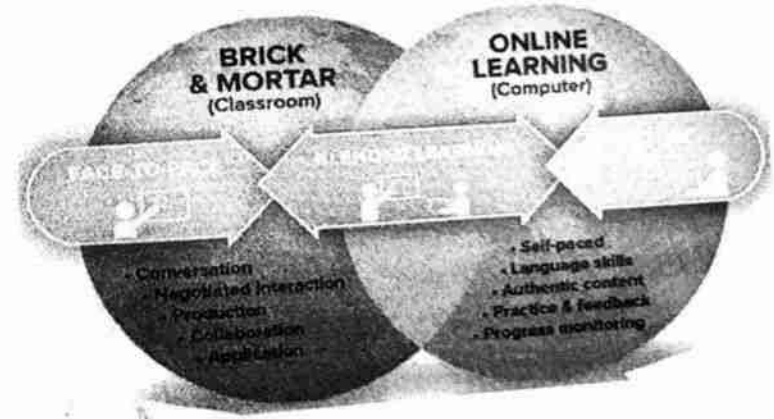 BRICK
& MORTAR
(Classroom)
ONLINE
LEARNING
(Computer)
FACE-TO-FACE
BLENDED LEARNING
• Conversation
• Negotiated interaction
• Production
• Collaboration
• Application
• Self-paced
• Language skills
• Authentic content
• Practice & feedback
• Progress monitoring